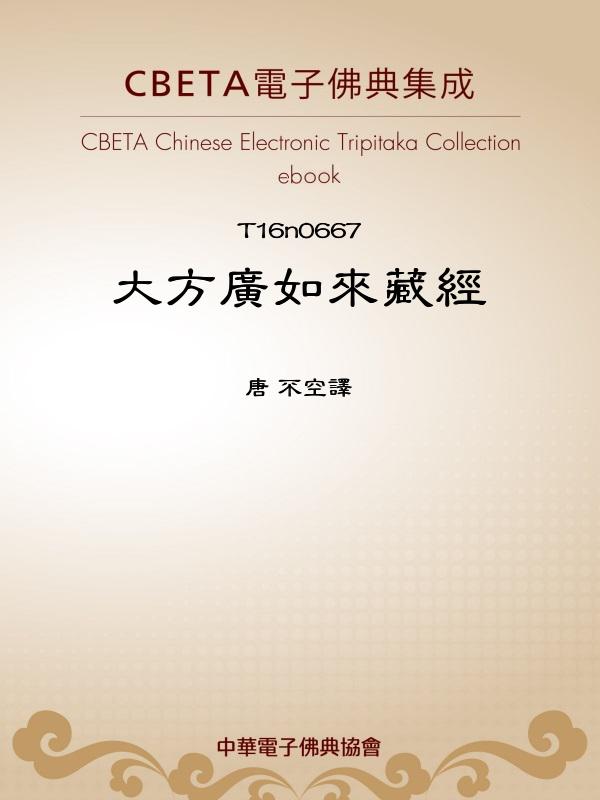 CBETA電子佛典集成
CBETA Chinese Electronic Tripitaka Collection
ebook
T16n0667
大方廣如來藏經
唐 不空譯
中華電子佛典協會